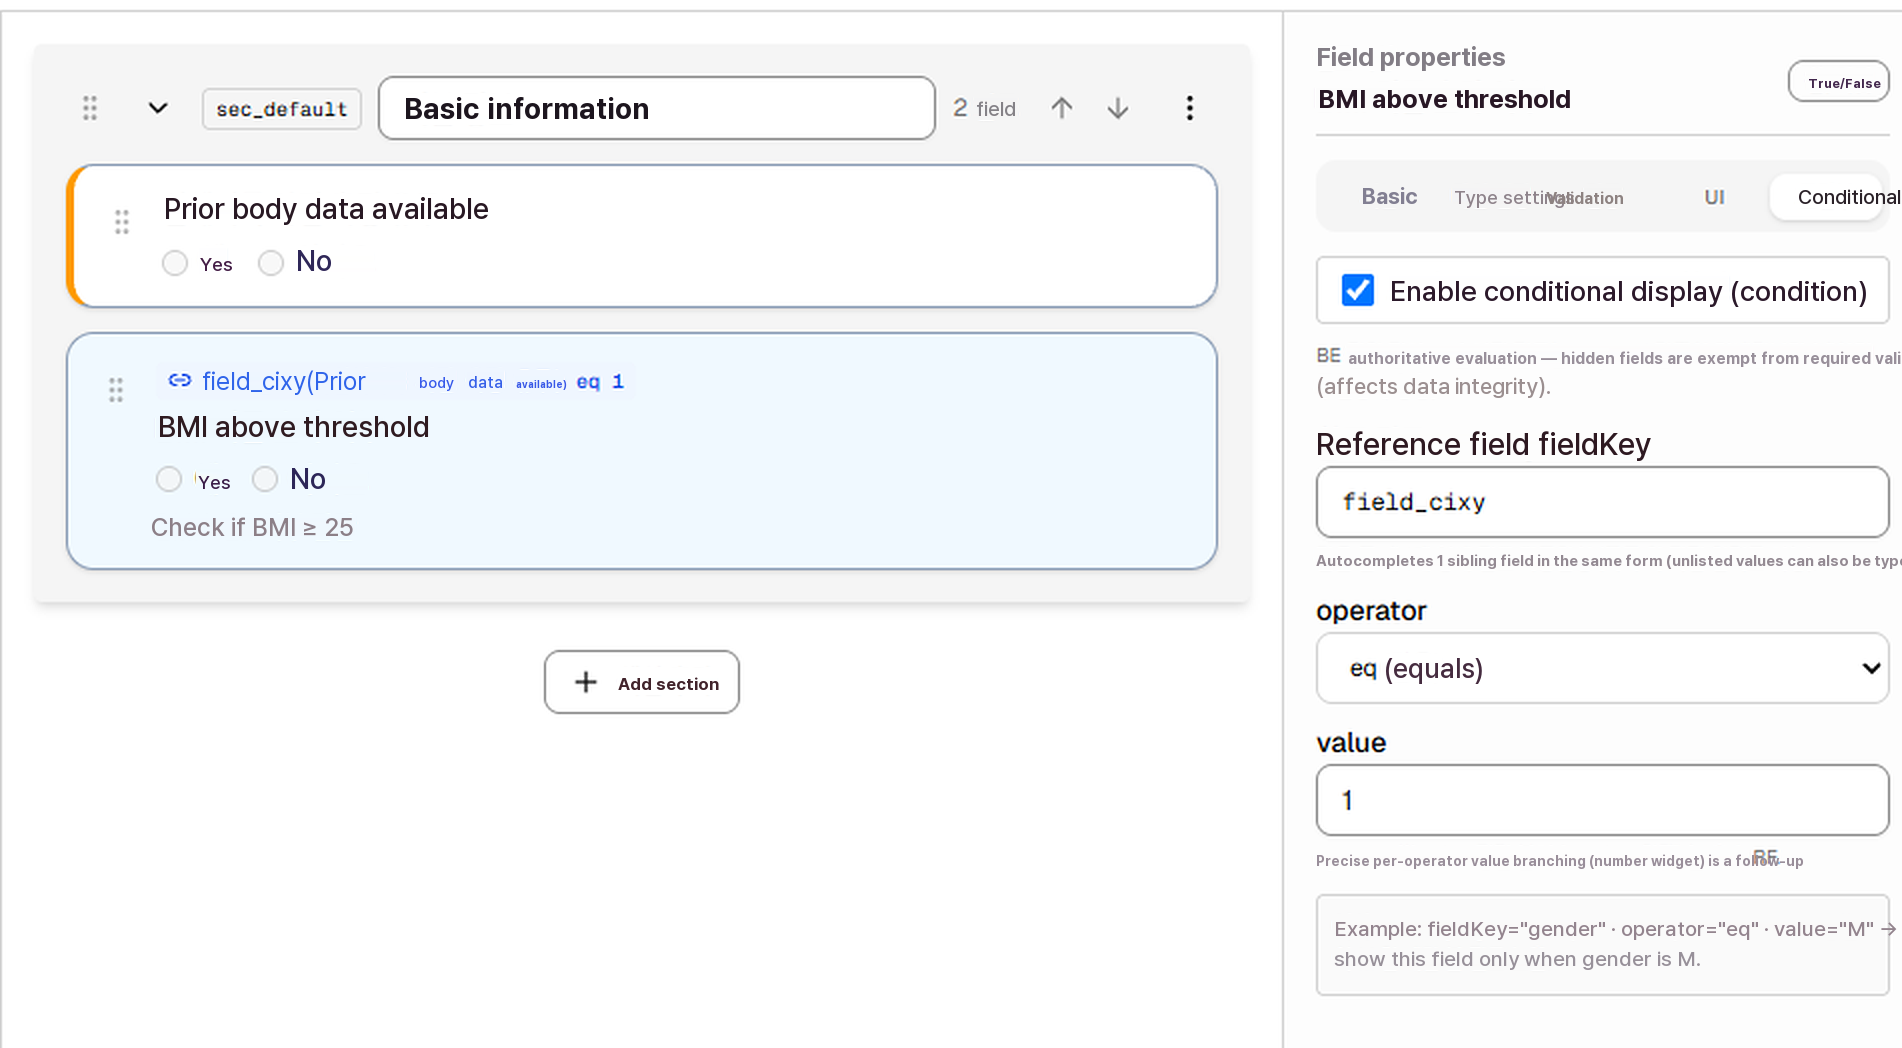 sec_default Basic information 2 field
Prior body data available
Yes No
field_cixy(Prior body data available) eq 1
BMI above threshold
Yes No
Check if BMI ≥ 25
+ Add section
Field properties
BMI above threshold True/False
Basic Type settings Validation UI Conditional
Enable conditional display (condition)
BE authoritative evaluation — hidden fields are exempt from required vali
(affects data integrity).
Reference field fieldKey
field_cixy
Autocompletes 1 sibling field in the same form (unlisted values can also be type
operator
eq (equals)
value
1
Precise per-operator value branching (number widget) is a follow-up BE
Example: fieldKey="gender" · operator="eq" · value="M" →
show this field only when gender is M.